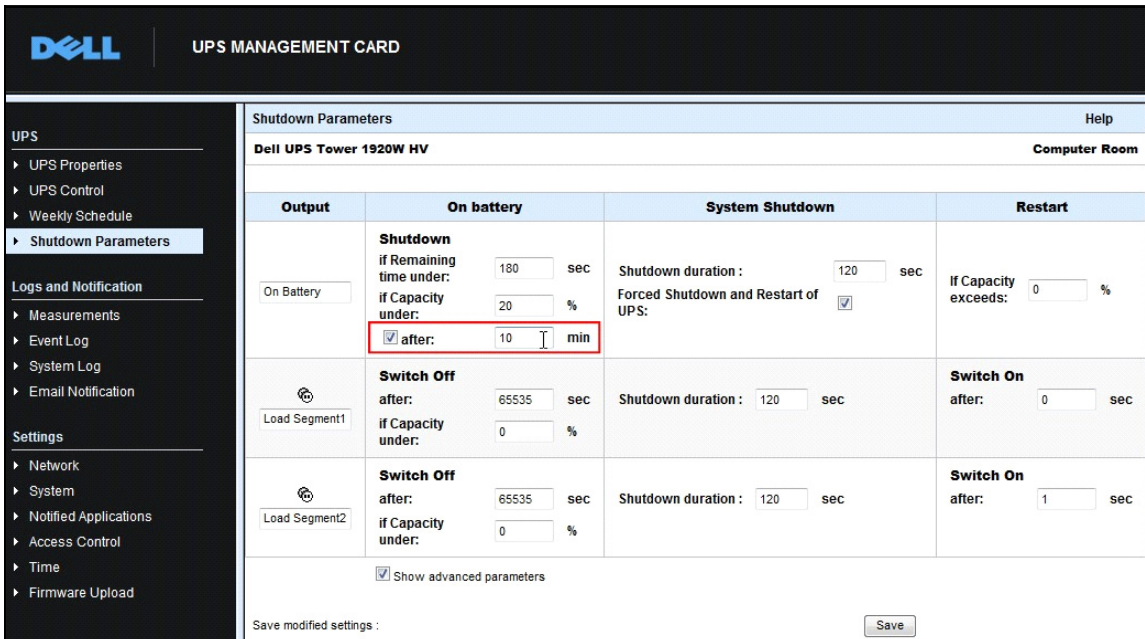 DELL
UPS MANAGEMENT CARD
UPS
UPS Properties
UPS Control
Weekly Schedule
Shutdown Parameters
Logs and Notification
Measurements
Event Log
System Log
Email Notification
Settings
Network
System
Notified Applications
Access Control
Time
Firmware Upload
Shutdown Parameters Help
Dell UPS Tower 1920W HV Computer Room
Output On battery System Shutdown Restart
On Battery
Shutdown
if Remaining
time under: 180 sec
if Capacity
under: 20 %
after: 10 min
Shutdown duration : 120 sec
Forced Shutdown and Restart of
UPS:
If Capacity
exceeds: 0 %
Load Segment1
Switch Off
after: 65535 sec
if Capacity
under: 0 %
Shutdown duration : 120 sec
Switch On
after: 0 sec
Load Segment2
Switch Off
after: 65535 sec
if Capacity
under: 0 %
Shutdown duration : 120 sec
Switch On
after: 1 sec
Show advanced parameters
Save modified settings : Save